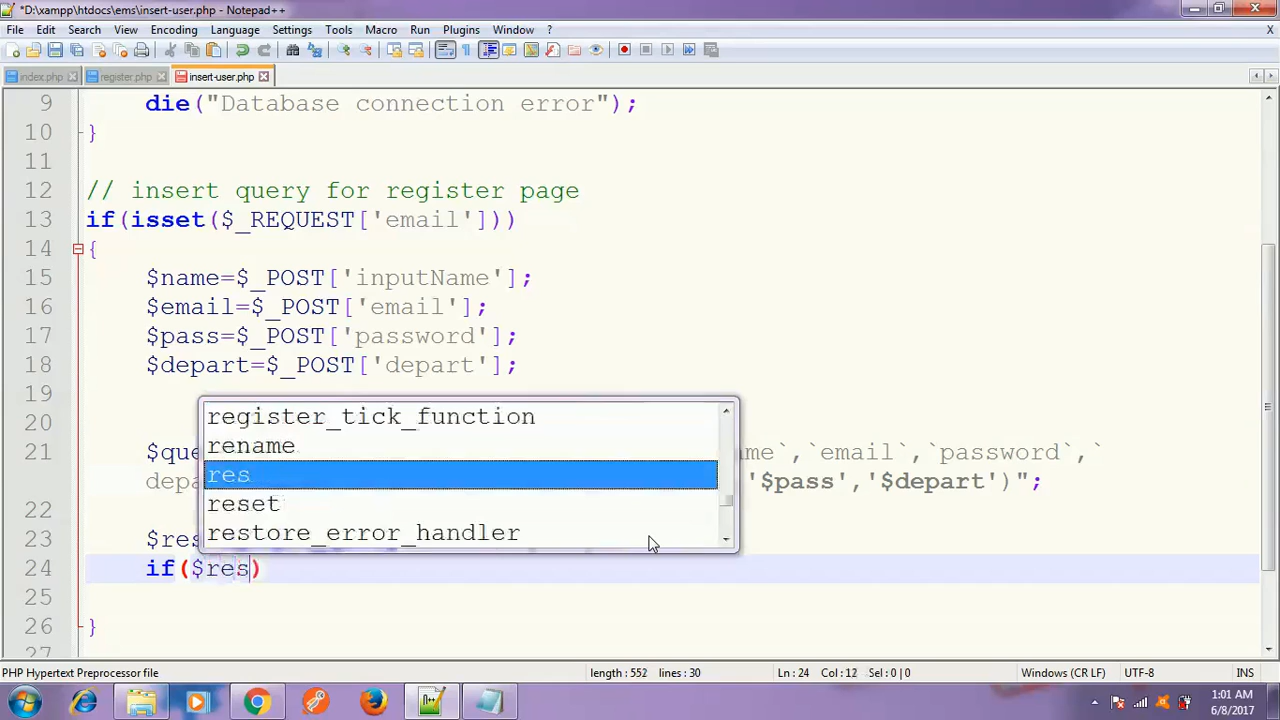 *D:\xampp\htdocs\ems\insert-user.php - Notepad++
File Edit Search View Encoding Language Settings Tools Macro Run Plugins Window ? X
index.php register.php insert-user.php
9 die("Database connection error");
10 }
11
12 // insert query for register page
13 if(isset($_REQUEST['email']))
14 {
15 $name=$_POST['inputName'];
16 $email=$_POST['email'];
17 $pass=$_POST['password'];
18 $depart=$_POST['depart'];
19
register_tick_function
20
rename
21 $que me`,`email`,`password`,`
res
depa '$pass','$depart')";
22
reset
23 $res
restore_error_handler
24 if($res)
25
26 }
27
PHP Hypertext Preprocessor file length : 552 lines : 30 Ln : 24 Col : 12 Sel : 0 | 0 Windows (CR LF) UTF-8 INS
1:01 AM
6/8/2017